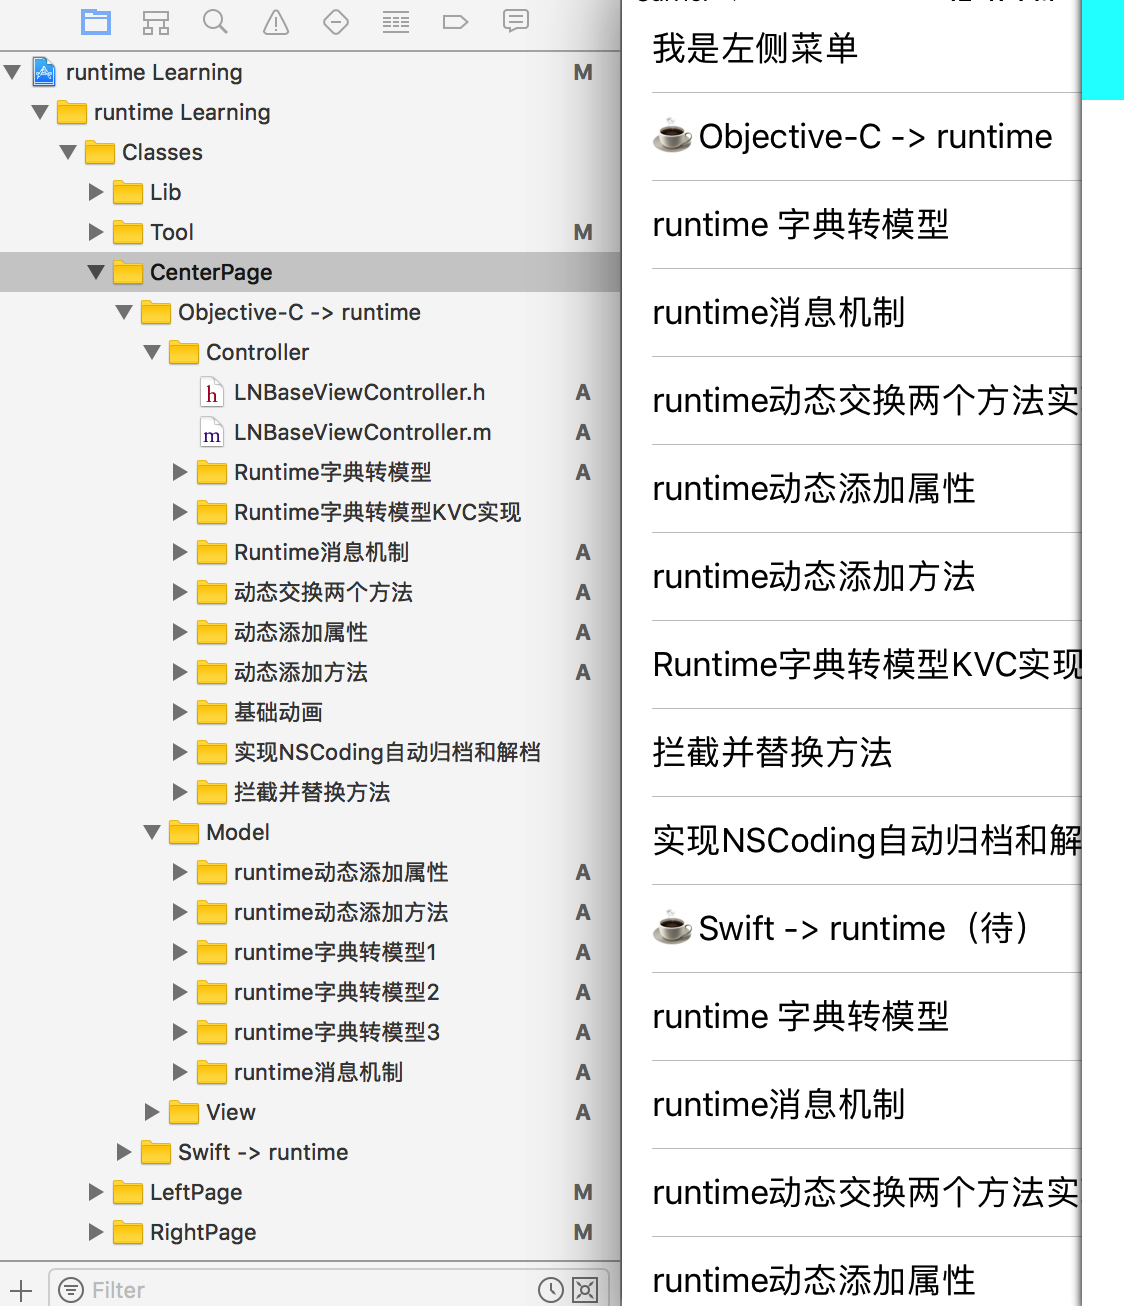 runtime Learning M
runtime Learning
Classes
Lib
Tool M
CenterPage
Objective-C -> runtime
Controller
LNBaseViewController.h A
LNBaseViewController.m A
Runtime字典转模型 A
Runtime字典转模型KVC实现
Runtime消息机制 A
动态交换两个方法 A
动态添加属性 A
动态添加方法 A
基础动画
实现NSCoding自动归档和解档
拦截并替换方法
Model
runtime动态添加属性 A
runtime动态添加方法 A
runtime字典转模型1 A
runtime字典转模型2 A
runtime字典转模型3 A
runtime消息机制 A
View A
Swift -> runtime
LeftPage M
RightPage M
Filter
我是左侧菜单
☕Objective-C -> runtime
runtime 字典转模型
runtime消息机制
runtime动态交换两个方法实
runtime动态添加属性
runtime动态添加方法
Runtime字典转模型KVC实现
拦截并替换方法
实现NSCoding自动归档和解
☕Swift -> runtime（待）
runtime 字典转模型
runtime消息机制
runtime动态交换两个方法实
runtime动态添加属性